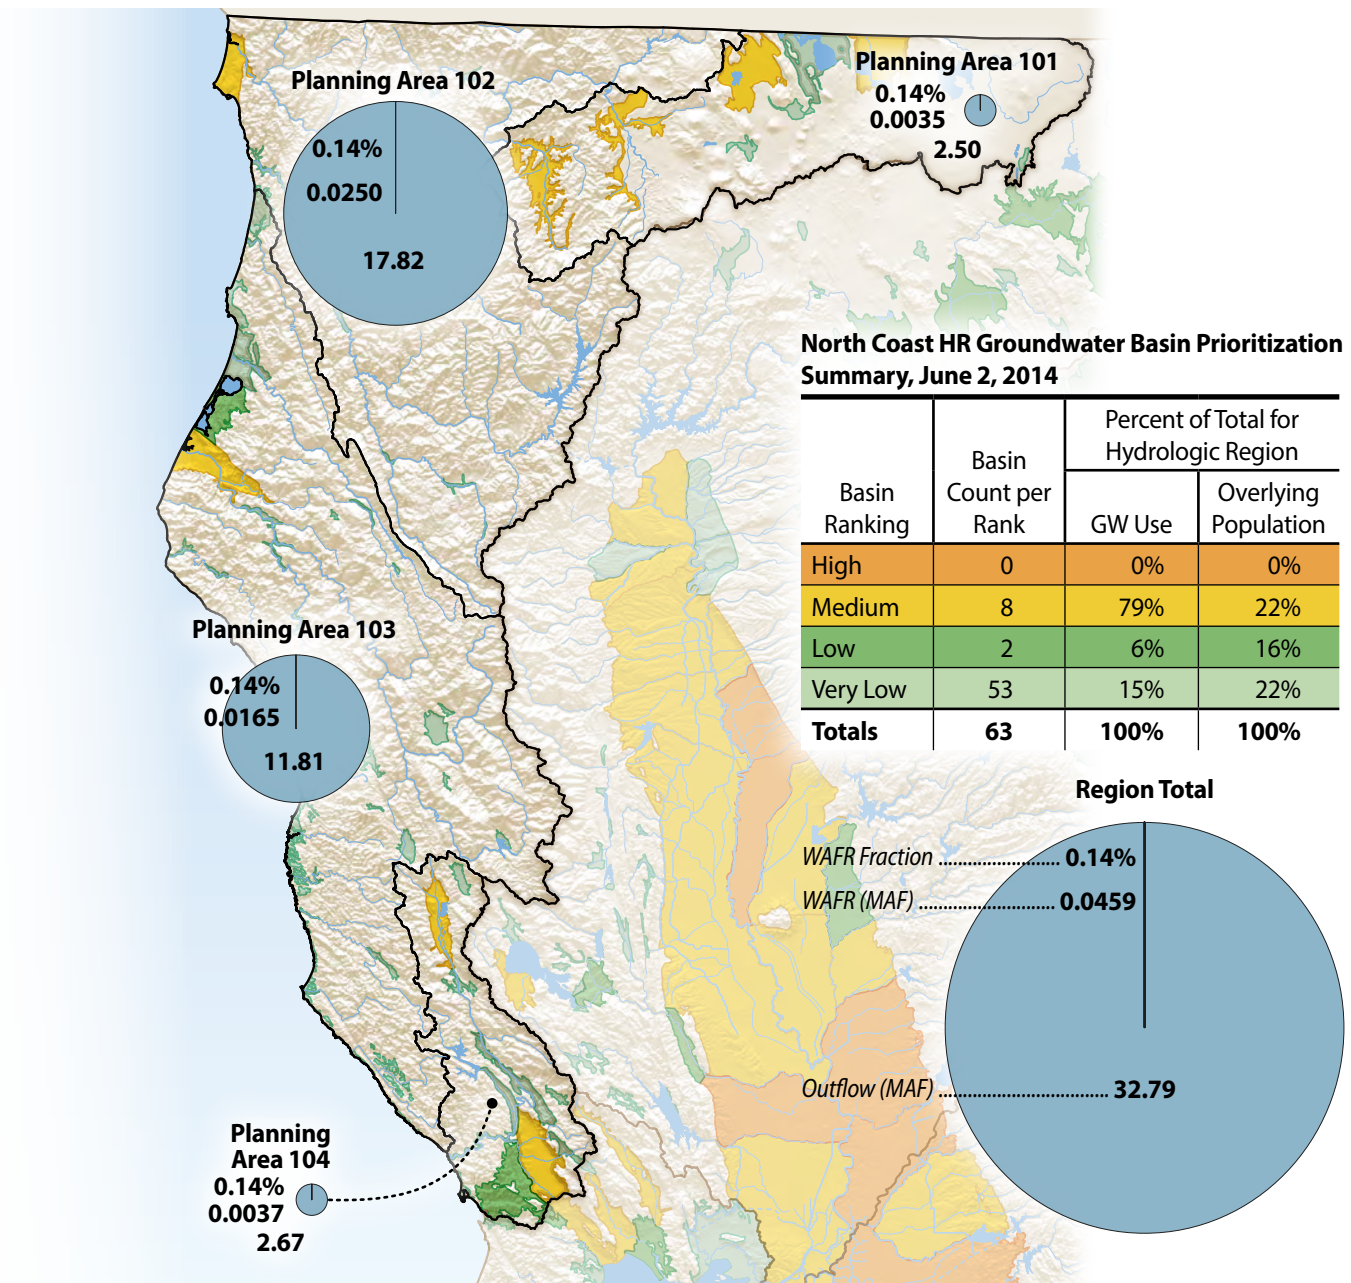 Planning Area 102
0.14%
0.0250
17.82
Planning Area 101
0.14%
0.0035
2.50
North Coast HR Groundwater Basin Prioritization
Summary, June 2, 2014
Percent of Total for
Hydrologic Region
Basin
Ranking
Basin
Count per
Rank
GW Use
Overlying
Population
High 0 0% 0%
Medium 8 79% 22%
Low 2 6% 16%
Very Low 53 15% 22%
Totals 63 100% 100%
Planning Area 103
0.14%
0.0165
11.81
Region Total
WAFR Fraction ........................ 0.14%
WAFR (MAF) ........................... 0.0459
Outflow (MAF) .................................. 32.79
Planning
Area 104
0.14%
0.0037
2.67